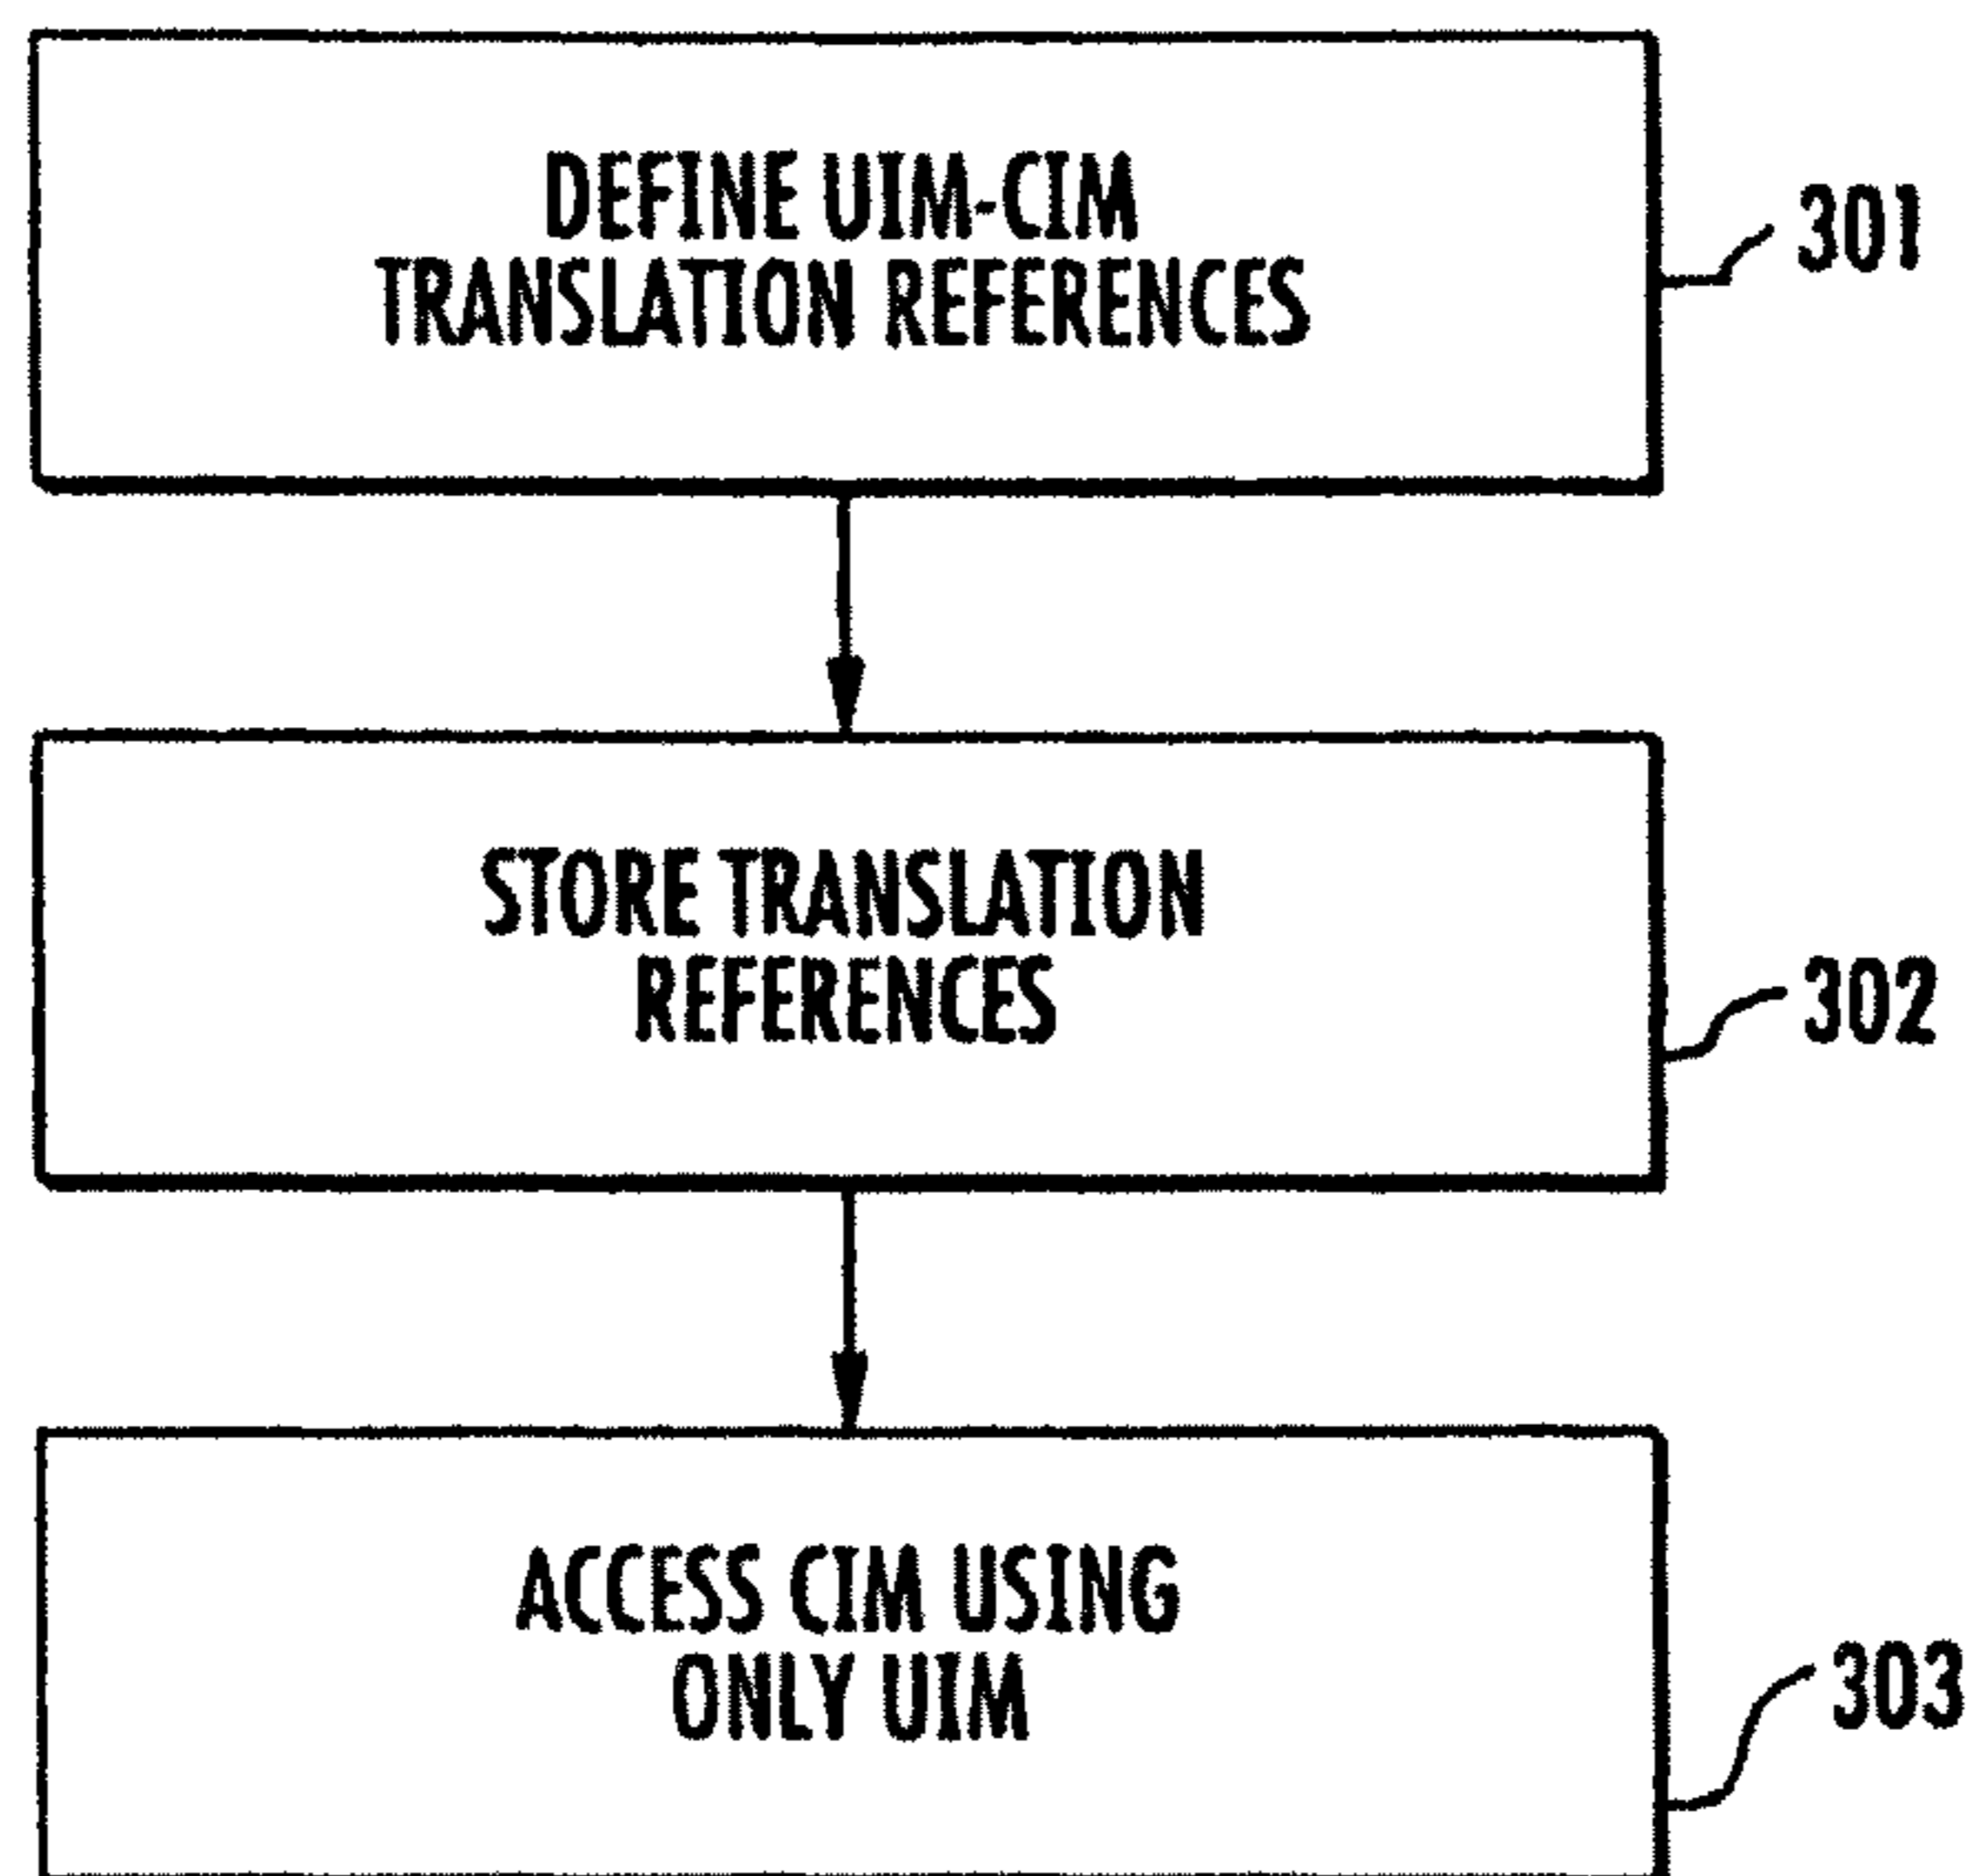 DEFINE UIM-CIM
TRANSLATION REFERENCES
301
STORE TRANSLATION
REFERENCES
302
ACCESS CIM USING
ONLY UIM
303